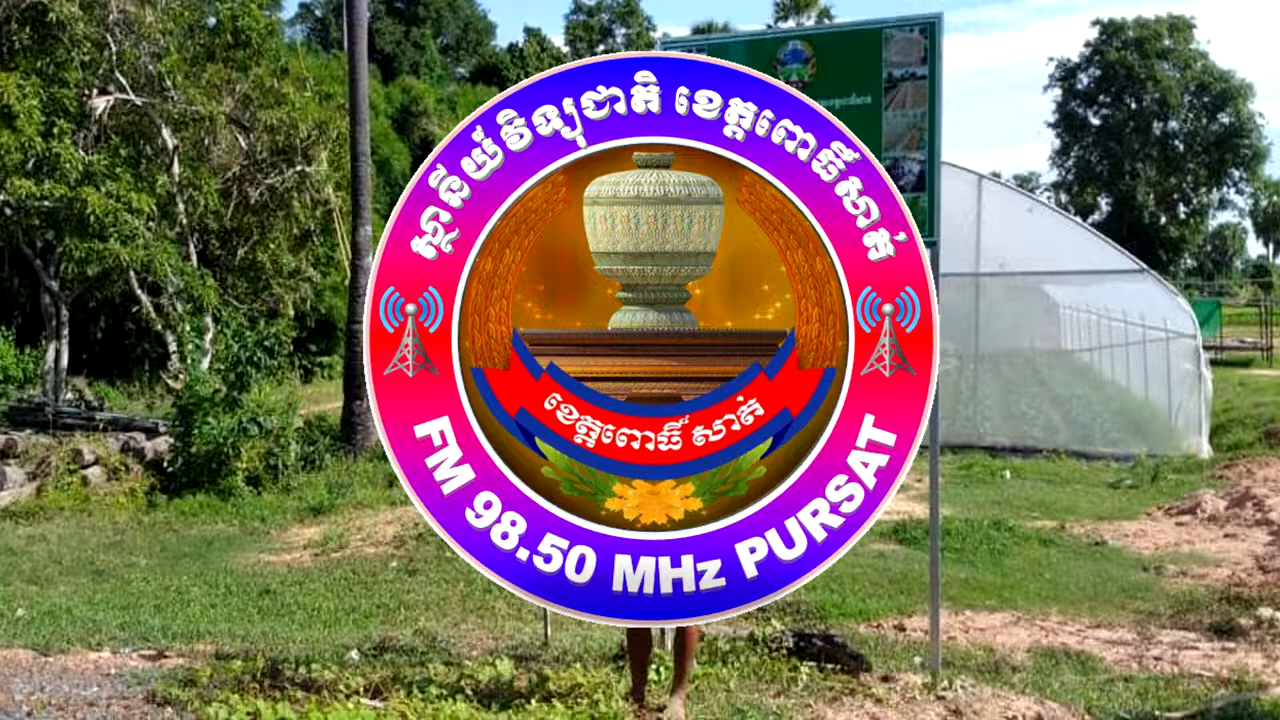 ស្ថានីយ៍វិទ្យុជាតិ ខេត្តពោធិ៍សាត់
ខេត្តពោធិ៍ សាត់
FM 98.50 MHz PURSAT